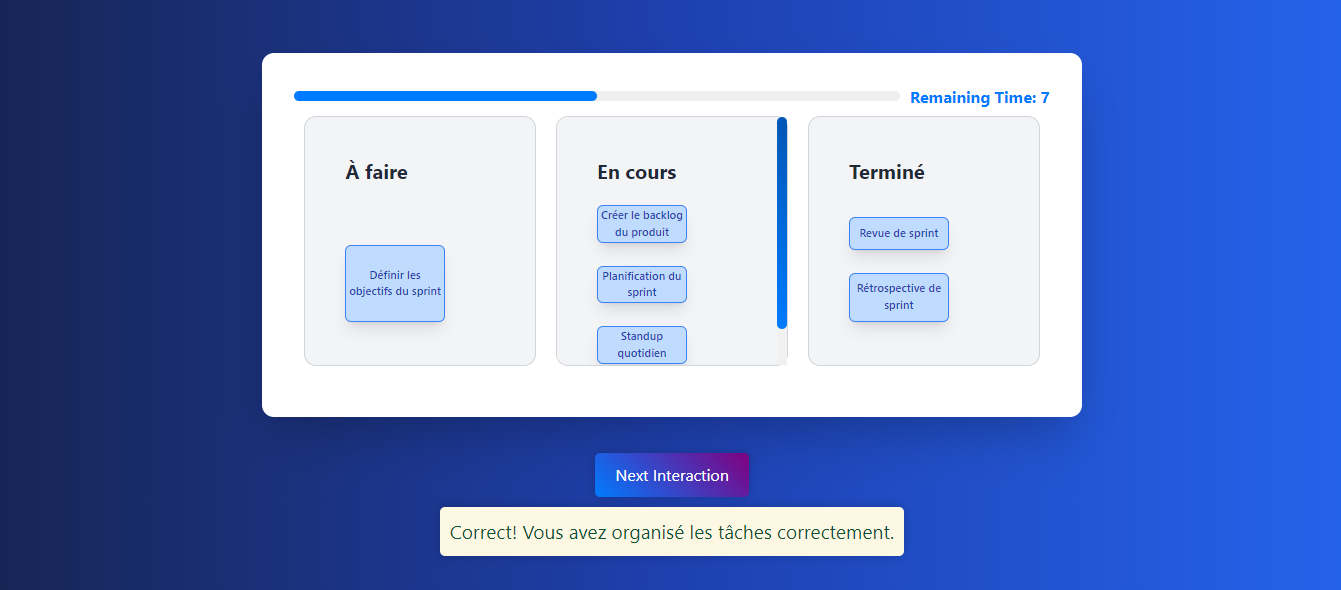 Remaining Time: 7
À faire
Définir les
objectifs du sprint
En cours
Créer le backlog
du produit
Planification du
sprint
Standup
quotidien
Terminé
Revue de sprint
Rétrospective de
sprint
Next Interaction
Correct! Vous avez organisé les tâches correctement.